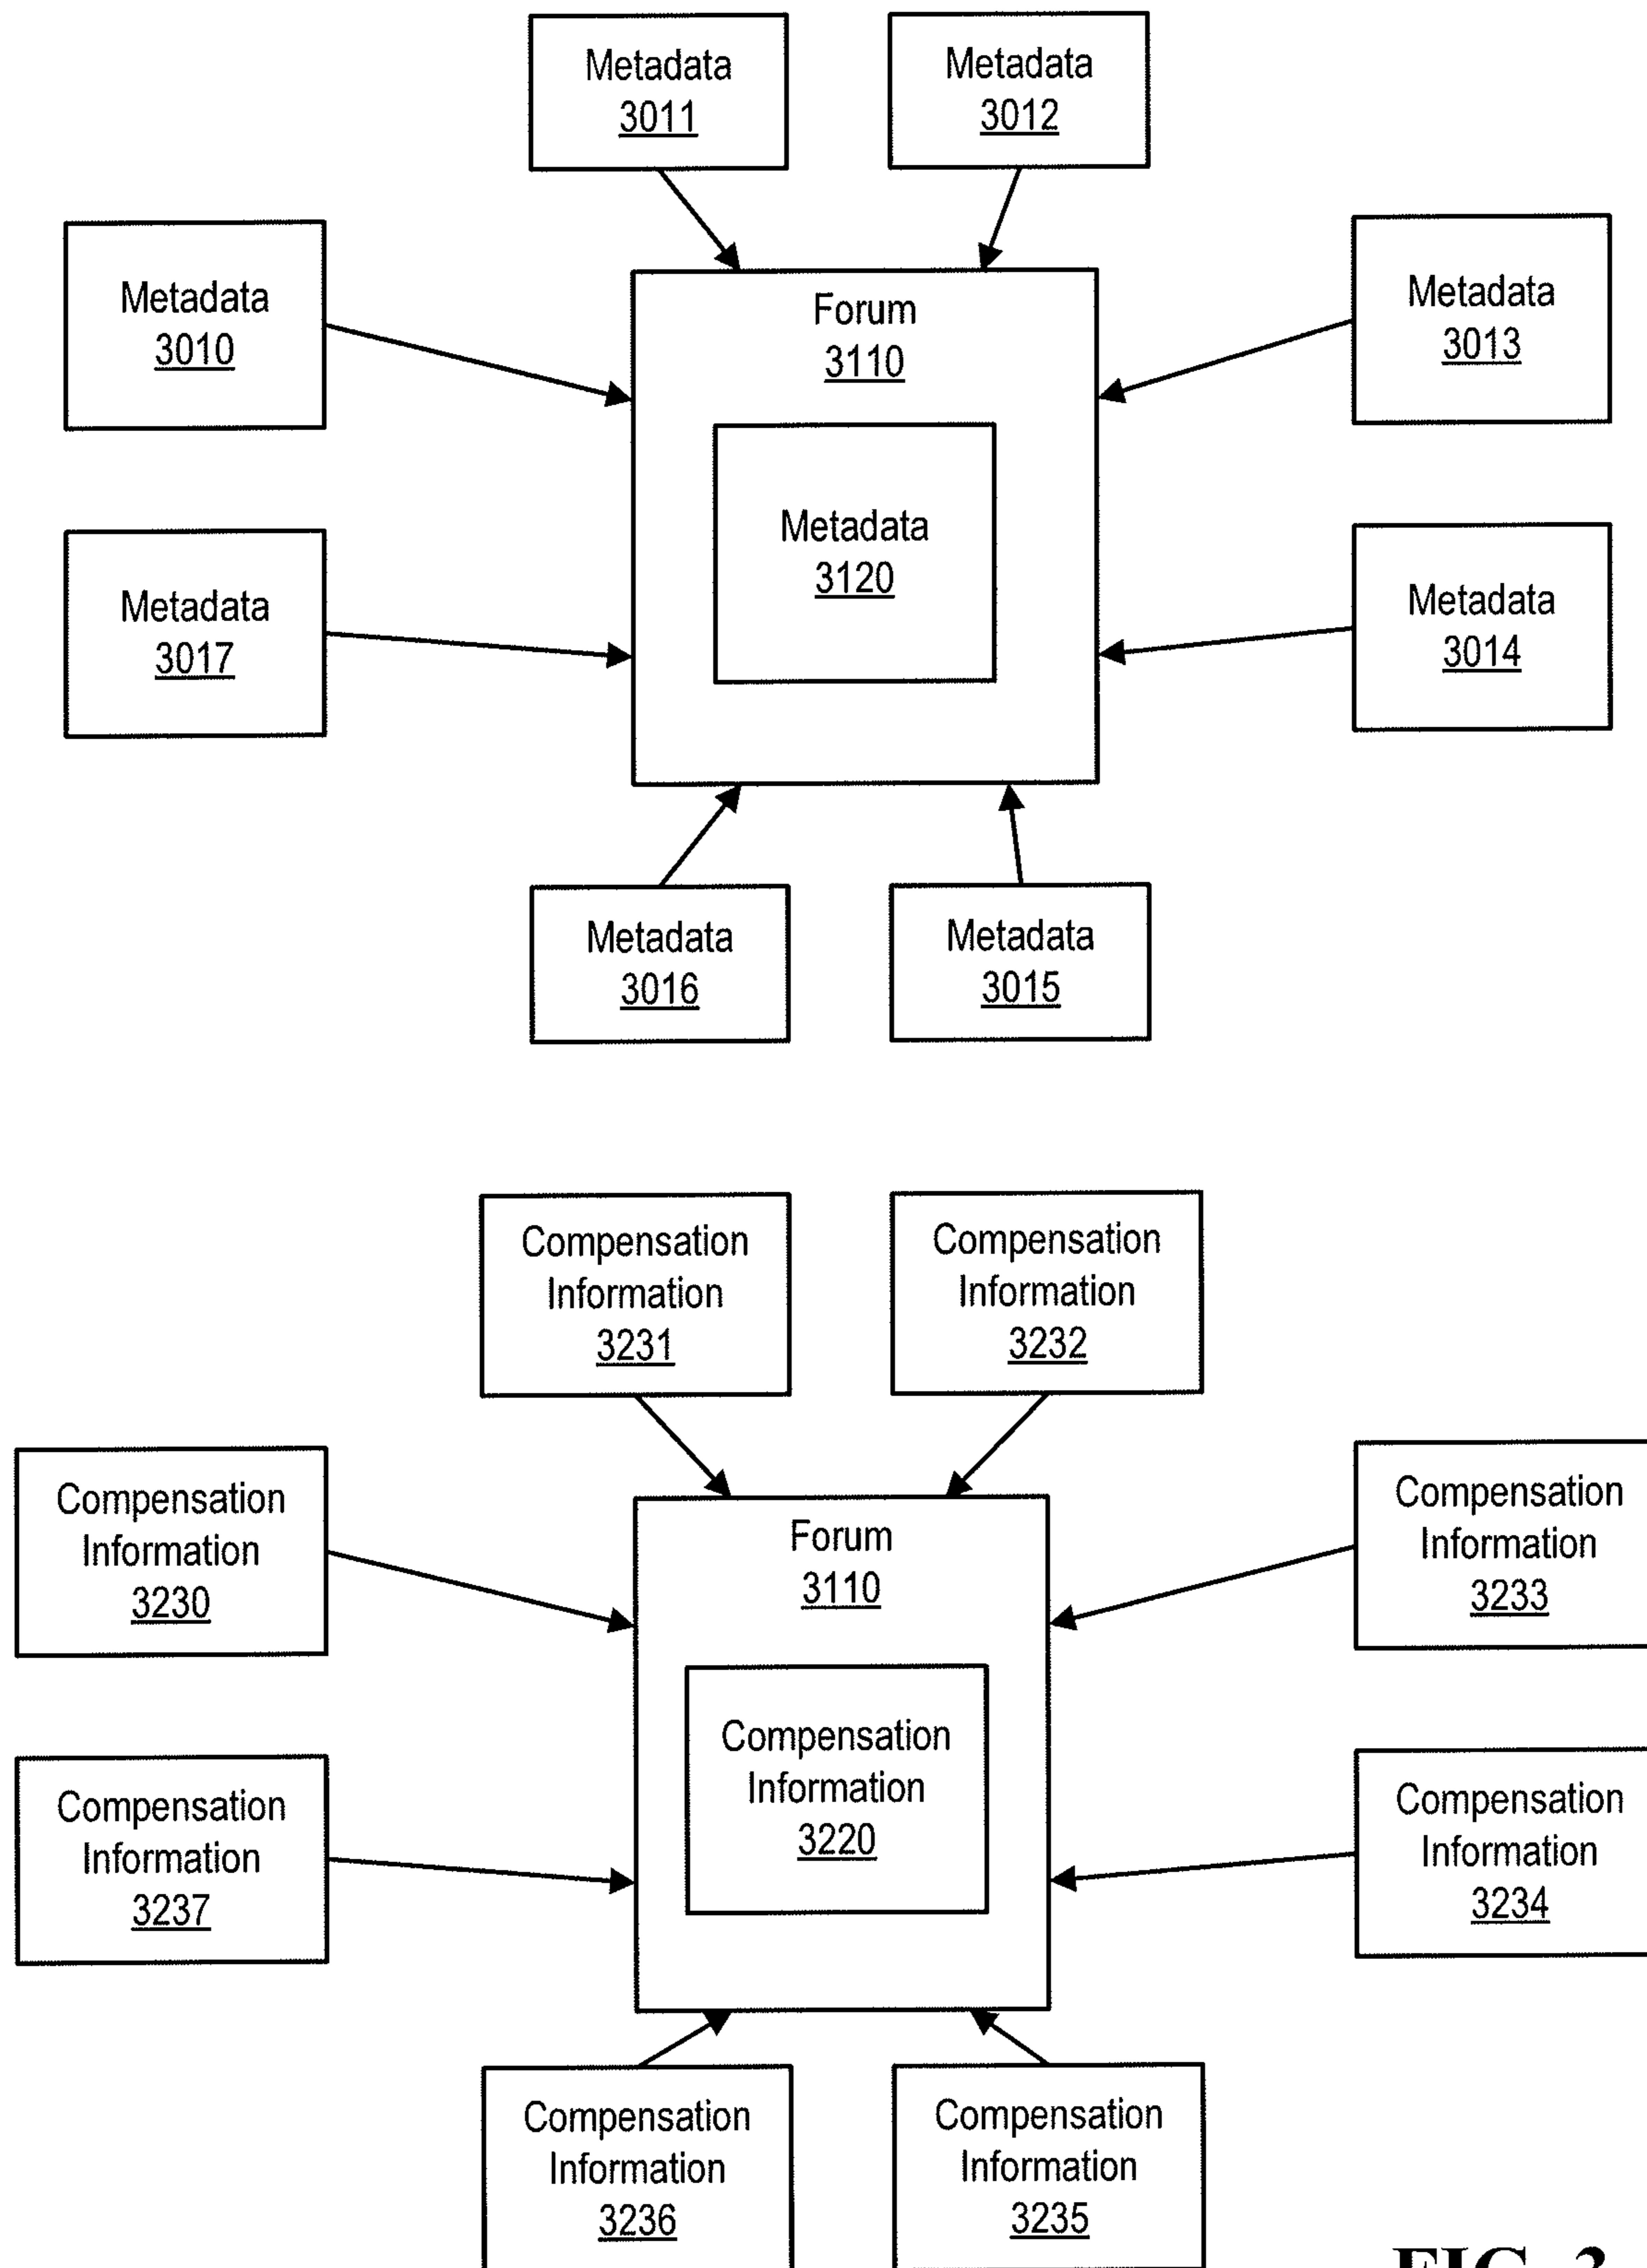 Metadata
3011
Metadata
3012
Metadata
3010
Metadata
3013
Forum
3110
Metadata
3120
Metadata
3017
Metadata
3014
Metadata
3016
Metadata
3015
Compensation
Information
3231
Compensation
Information
3232
Compensation
Information
3230
Compensation
Information
3233
Forum
3110
Compensation
Information
3220
Compensation
Information
3237
Compensation
Information
3234
Compensation
Information
3236
Compensation
Information
3235
FIG. 3